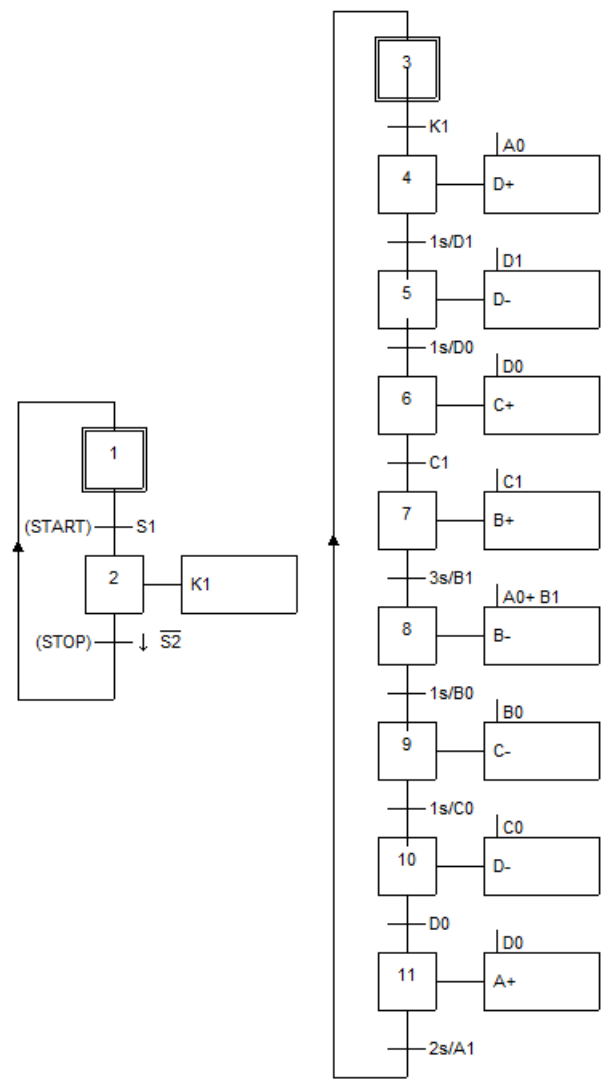 1
(START) S1
2 K1
(STOP) ↓ S̅2̅
3
K1
A0
4 D+
1s/D1
D1
5 D-
1s/D0
D0
6 C+
C1
C1
7 B+
3s/B1
A0+ B1
8 B-
1s/B0
B0
9 C-
1s/C0
C0
10 D-
D0
D0
11 A+
2s/A1